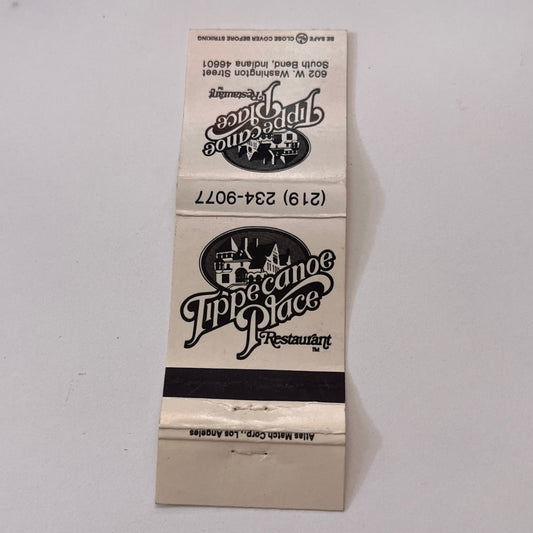 BE SAFE CLOSE COVER BEFORE STRIKING
602 W. Washington Street
South Bend, Indiana 46601
Tippecanoe
Place
Restaurant
TM
(219) 234-9077
Tippecanoe
Place
Restaurant
TM
Atlas Match Corp., Los Angeles